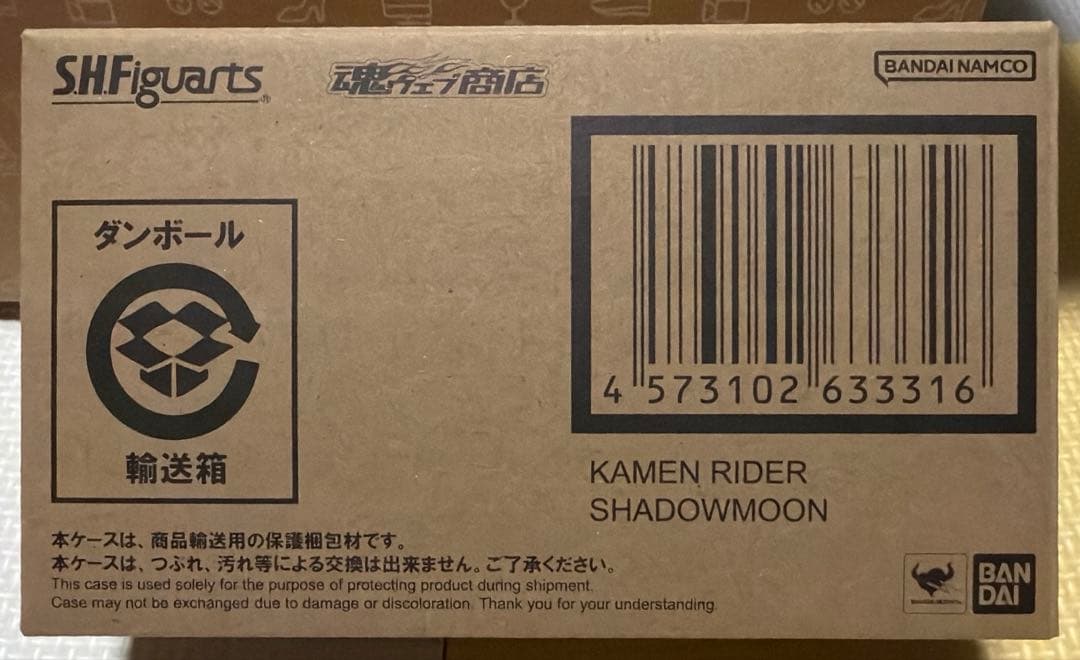 S.H.Figuarts®
魂ウェブ商店
BANDAI NAMCO
ダンボール
輸送箱
4 573102 633316
KAMEN RIDER
SHADOWMOON
本ケースは、商品輸送用の保護梱包材です。
本ケースは、つぶれ、汚れ等による交換は出来ません。ご了承ください。
This case is used solely for the purpose of protecting product during shipment.
Case may not be exchanged due to damage or discoloration. Thank you for your understanding.
BAN
DAI